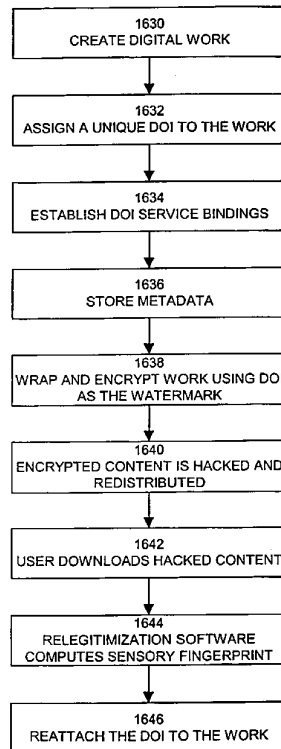 1630
CREATE DIGITAL WORK
1632
ASSIGN A UNIQUE DOI TO THE WORK
1634
ESTABLISH DOI SERVICE BINDINGS
1636
STORE METADATA
1638
WRAP AND ENCRYPT WORK USING DO
AS THE WATERMARK
1640
ENCRYPTED CONTENT IS HACKED AND
REDISTRIBUTED
1642
USER DOWNLOADS HACKED CONTENT
1644
RELEGITIMIZATION SOFTWARE
COMPUTES SENSORY FINGERPRINT
1646
REATTACH THE DOI TO THE WORK